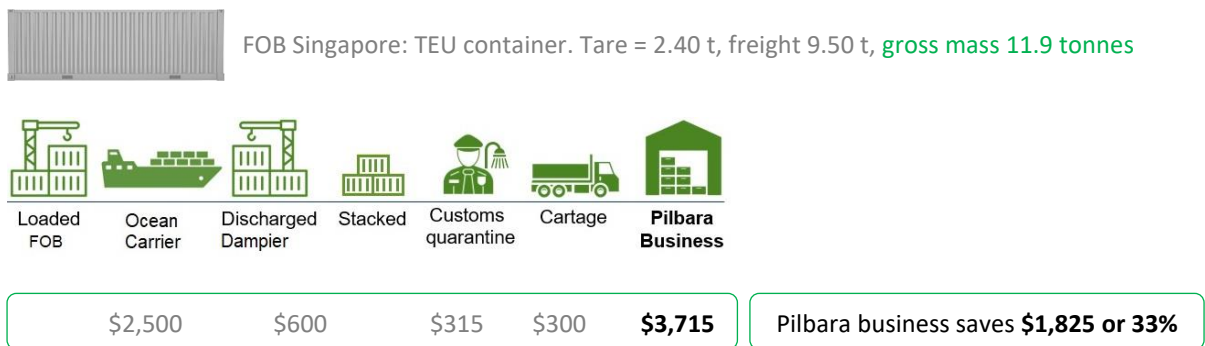 FOB Singapore: TEU container. Tare = 2.40 t, freight 9.50 t, gross mass 11.9 tonnes
Loaded FOB
Ocean Carrier
Discharged Dampier
Stacked
Customs quarantine
Cartage
Pilbara Business
$2,500 $600 $315 $300 $3,715
Pilbara business saves $1,825 or 33%